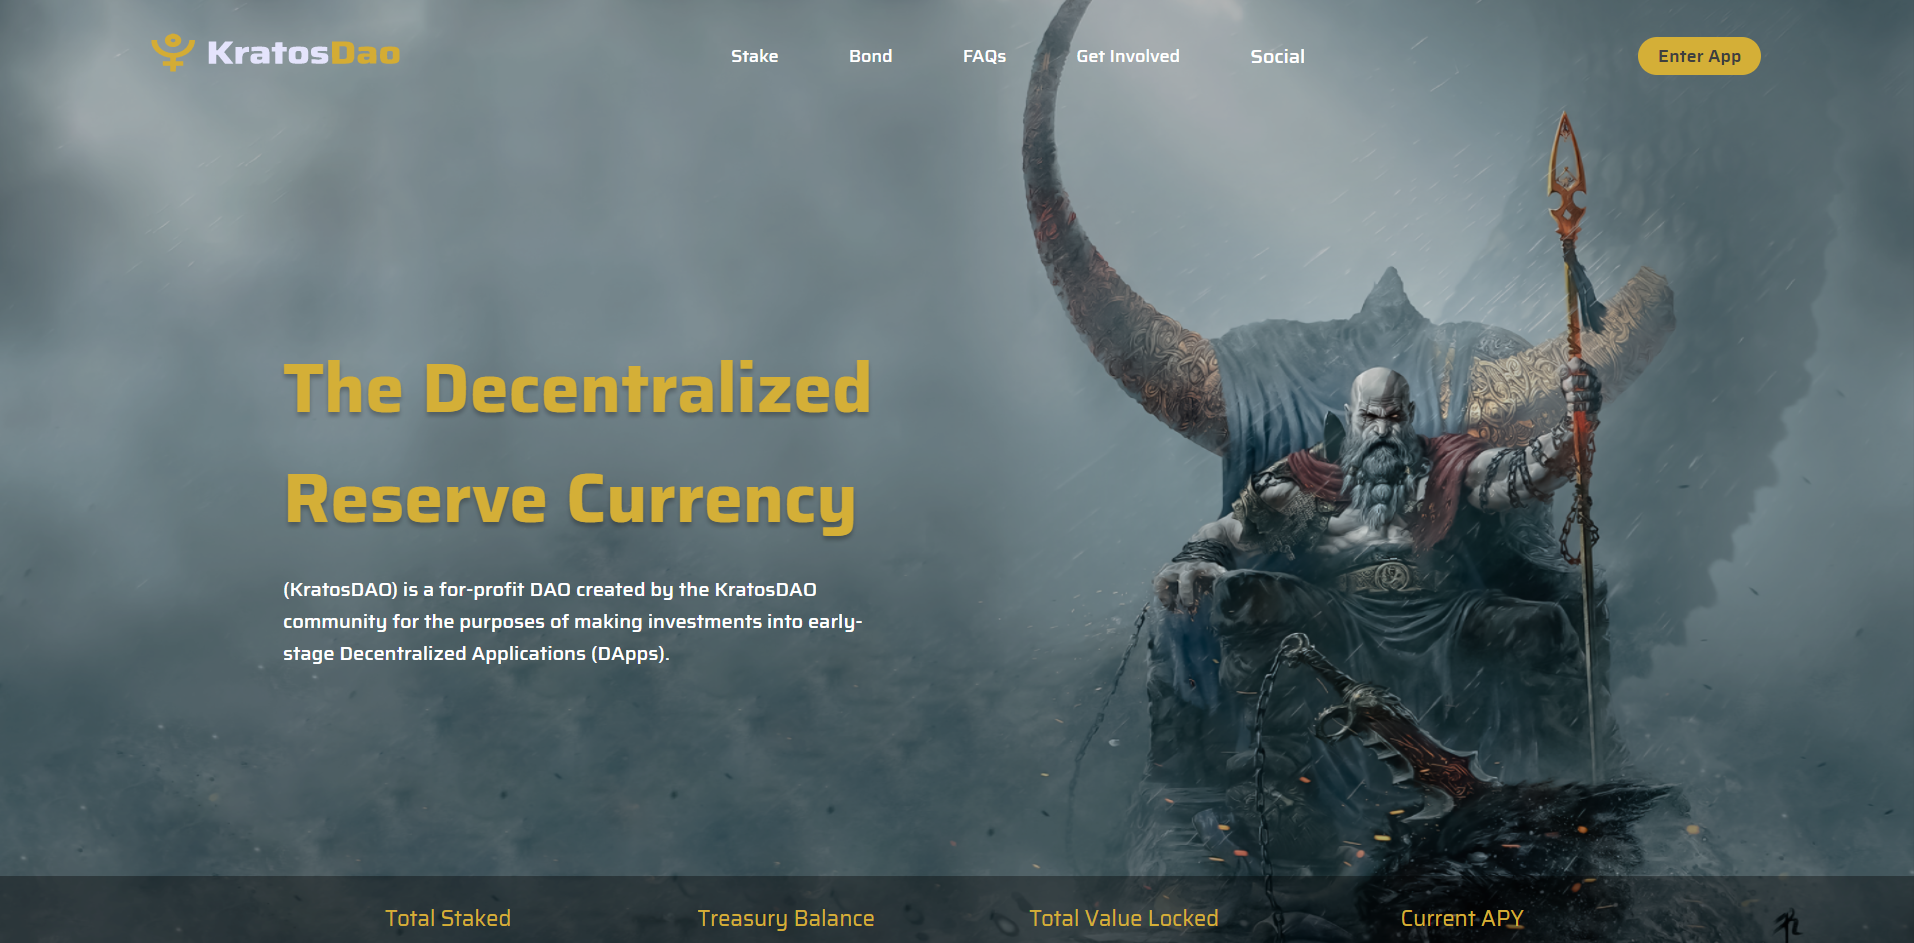 KratosDao
Stake Bond FAQs Get Involved Social
Enter App
The Decentralized
Reserve Currency
(KratosDAO) is a for-profit DAO created by the KratosDAO
community for the purposes of making investments into early-
stage Decentralized Applications (DApps).
Total Staked Treasury Balance Total Value Locked Current APY